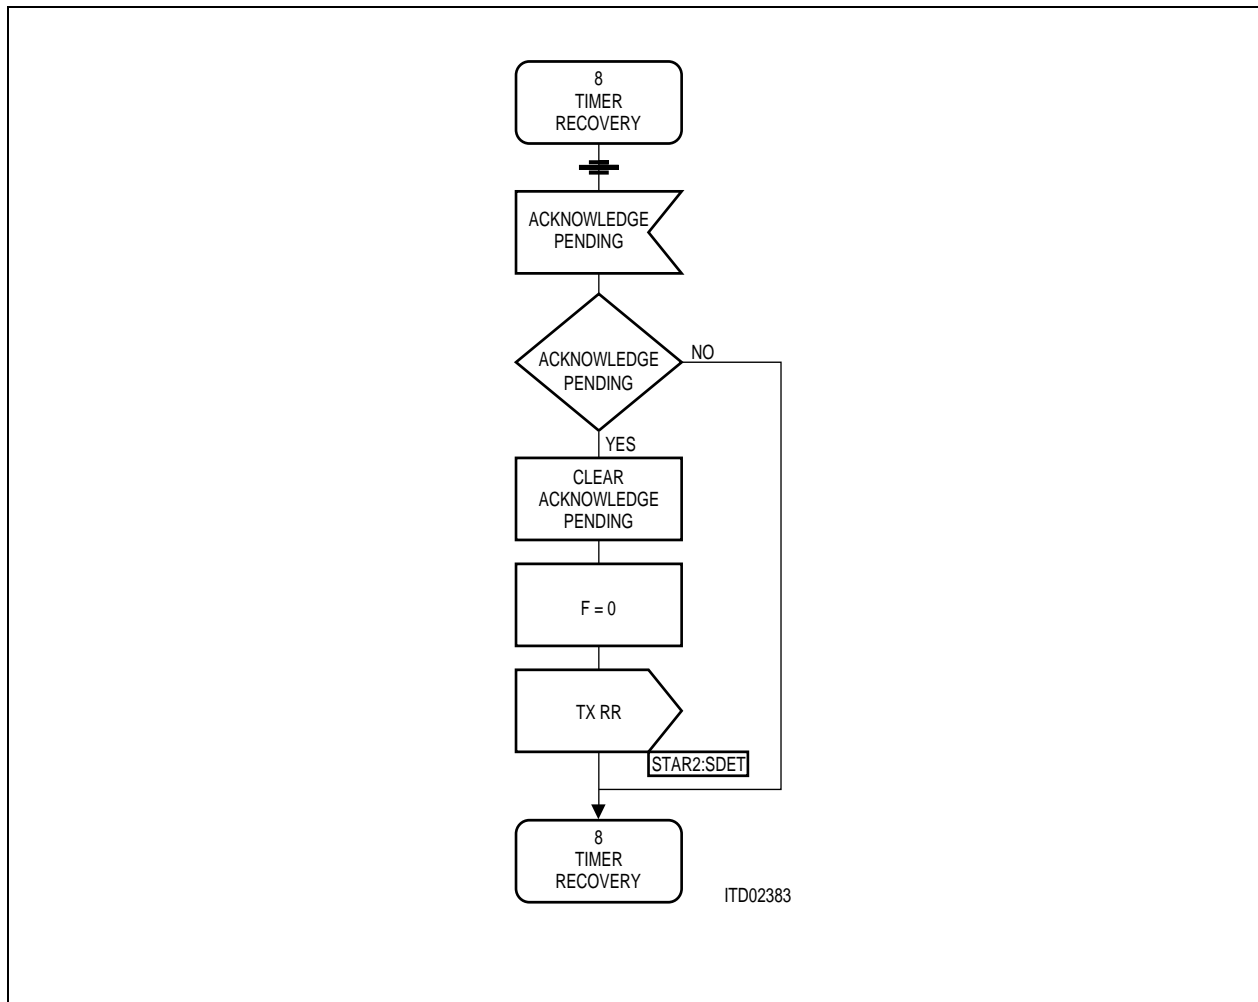 8
TIMER
RECOVERY
ACKNOWLEDGE
PENDING
ACKNOWLEDGE
PENDING
NO
YES
CLEAR
ACKNOWLEDGE
PENDING
F = 0
TX RR
STAR2:SDET
8
TIMER
RECOVERY
ITD02383